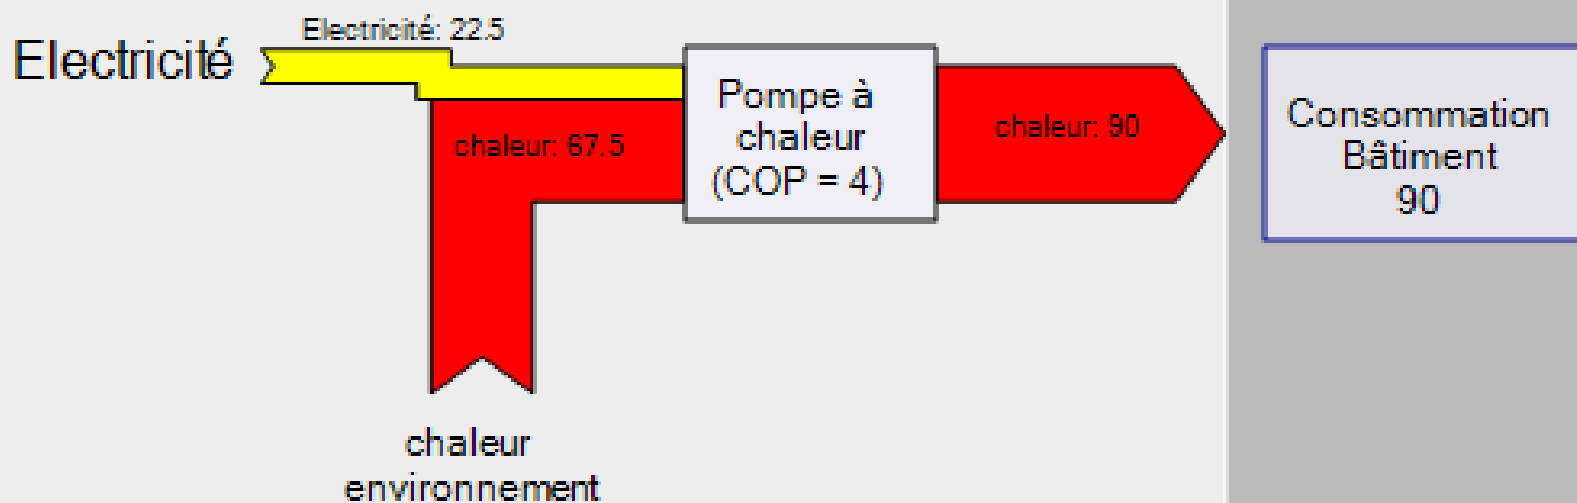 Electricité: 22.5
Electricité
chaleur: 67.5
Pompe à
chaleur
(COP = 4)
chaleur: 90
Consommation
Bâtiment
90
chaleur
environnement